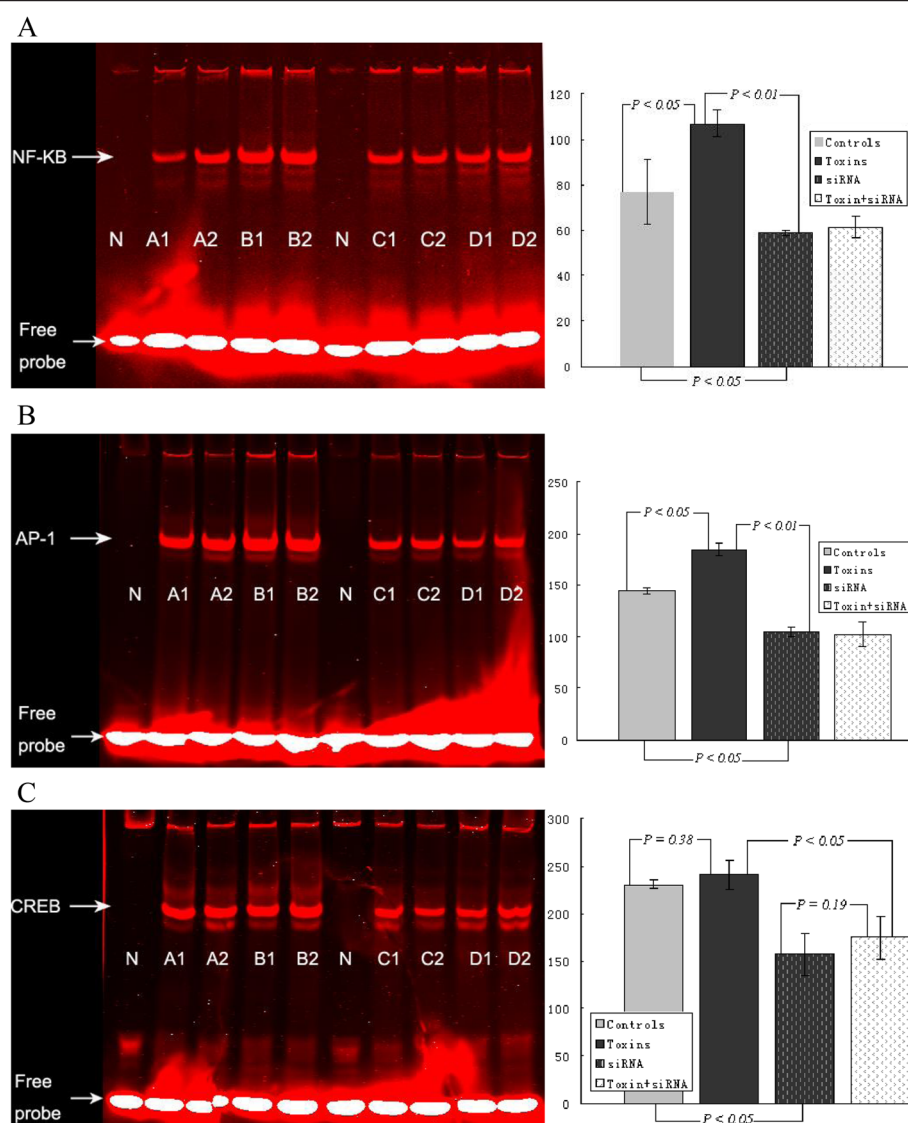 A
NF-KB
N A1 A2 B1 B2 N C1 C2 D1 D2
Free
probe
120
100
80
60
40
20
0
P < 0.05
P < 0.01
P < 0.05
Controls
Toxins
siRNA
Toxin+siRNA
B
AP-1
N A1 A2 B1 B2 N C1 C2 D1 D2
Free
probe
250
200
150
100
50
0
P < 0.05
P < 0.01
P < 0.05
Controls
Toxins
siRNA
Toxin+siRNA
C
CREB
N A1 A2 B1 B2 N C1 C2 D1 D2
Free
probe
300
250
200
150
100
50
0
P = 0.38
P < 0.05
P = 0.19
P < 0.05
Controls
Toxins
siRNA
Toxin+siRNA